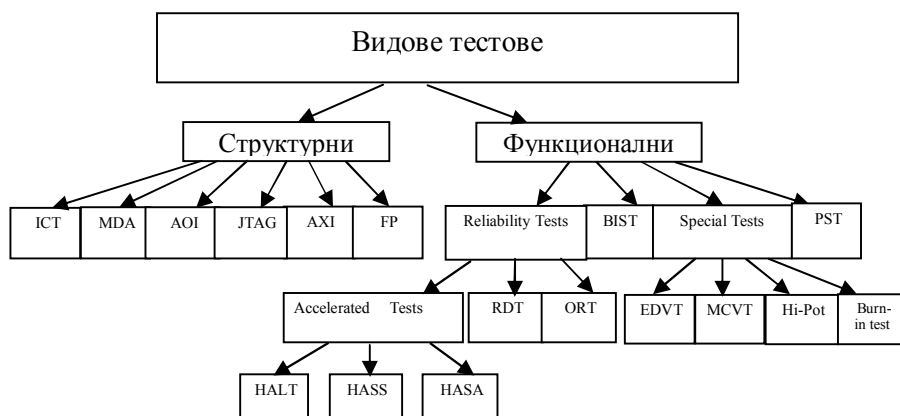 Видове тестове
Структурни
Функционални
ICT
MDA
AOI
JTAG
AXI
FP
Reliability Tests
BIST
Special Tests
PST
Accelerated Tests
RDT
ORT
EDVT
MCVT
Hi-Pot
Burn-
in test
HALT
HASS
HASA